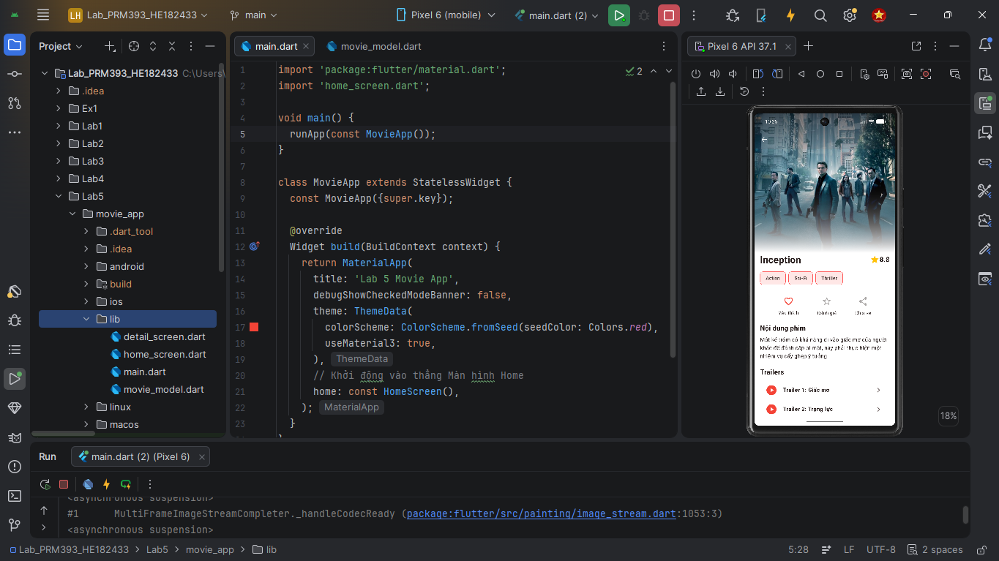 LH Lab_PRM393_HE182433
main
Pixel 6 (mobile)
main.dart (2)
Project
Lab_PRM393_HE182433 C:\Users\
.idea
Ex1
Lab1
Lab2
Lab3
Lab4
Lab5
movie_app
.dart_tool
.idea
android
build
ios
lib
detail_screen.dart
home_screen.dart
main.dart
movie_model.dart
linux
macos
main.dart
movie_model.dart
2
1 import 'package:flutter/material.dart';
2 import 'home_screen.dart';
3
4 void main() {
5 runApp(const MovieApp());
6 }
7
8 class MovieApp extends StatelessWidget {
9 const MovieApp({super.key});
10
11 @override
12 Widget build(BuildContext context) {
13 return MaterialApp(
14 title: 'Lab 5 Movie App',
15 debugShowCheckedModeBanner: false,
16 theme: ThemeData(
17 colorScheme: ColorScheme.fromSeed(seedColor: Colors.red),
18 useMaterial3: true,
19 ), ThemeData
20 // Khởi động vào thẳng Màn hình Home
21 home: const HomeScreen(),
22 ); MaterialApp
23 }
Pixel 6 API 37.1
10:25
Inception
8.8
Action Sci-Fi Thriller
Yêu thích Đánh giá Chia sẻ
Nội dung phim
Một kẻ trộm có khả năng đi vào giấc mơ của người
khác để đánh cắp bí mật, nay phải thực hiện một
nhiệm vụ cấy ghép ý tưởng.
Trailers
Trailer 1: Giấc mơ
Trailer 2: Trọng lực
18%
Run
main.dart (2) (Pixel 6)
<asynchronous suspension>
#1 MultiFrameImageStreamCompleter._handleCodecReady (package:flutter/src/painting/image_stream.dart:1053:3)
<asynchronous suspension>
Lab_PRM393_HE182433 > Lab5 > movie_app > lib
5:28
LF
UTF-8
2 spaces